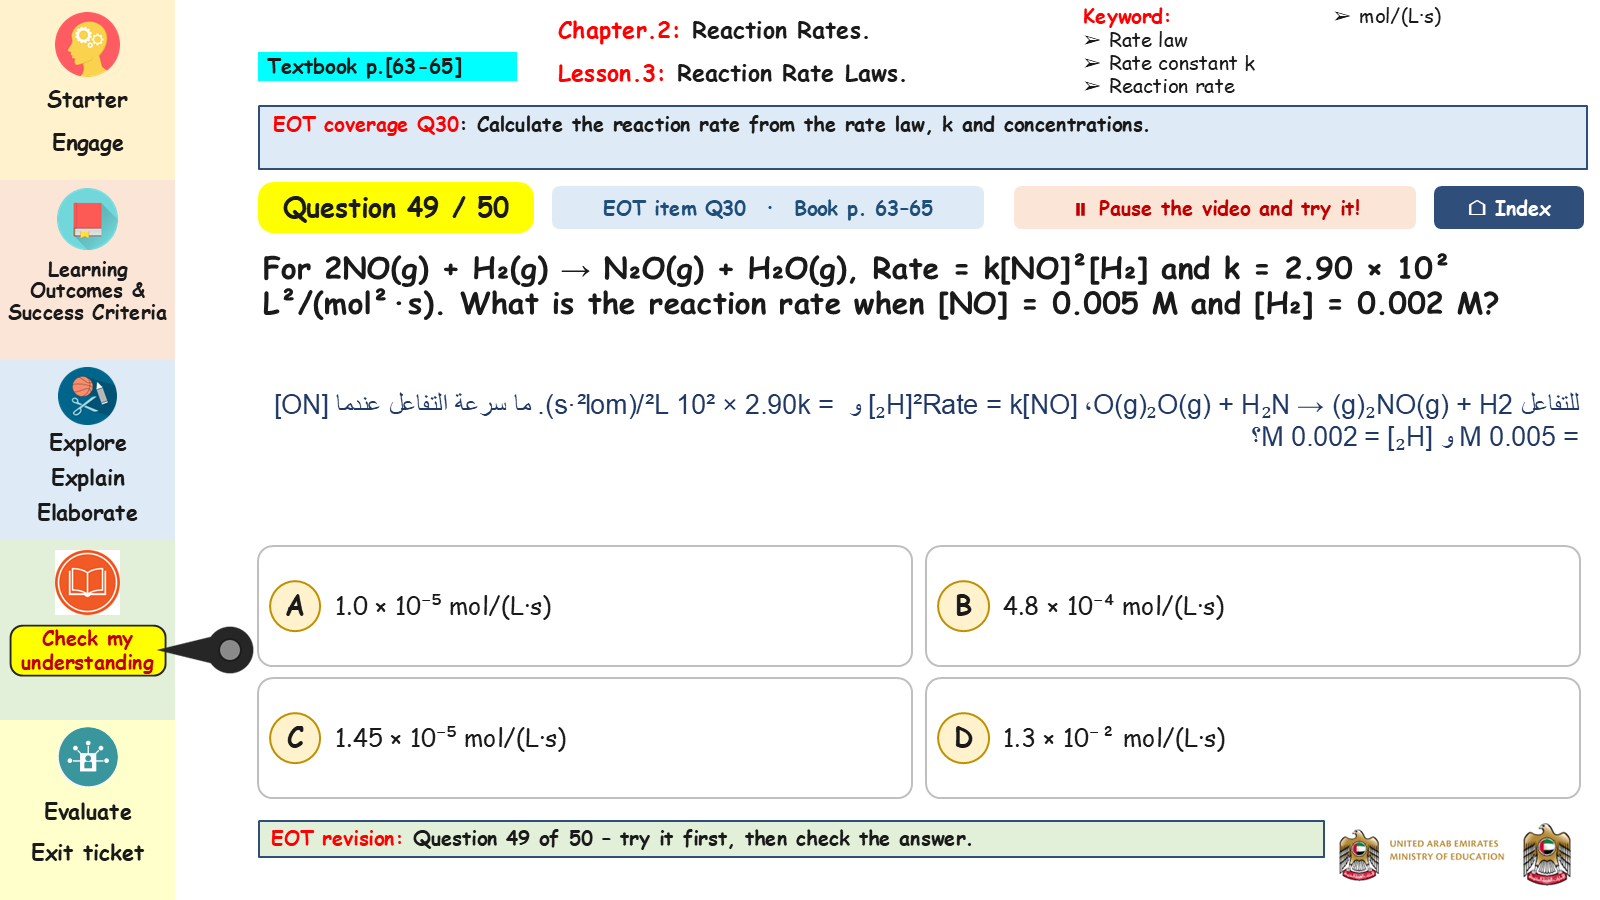 Starter
Engage
Learning
Outcomes &
Success Criteria
Explore
Explain
Elaborate
Check my
understanding
Evaluate
Exit ticket
Textbook p.[63-65]
Chapter.2: Reaction Rates.
Lesson.3: Reaction Rate Laws.
Keyword:
➢ Rate law
➢ Rate constant k
➢ Reaction rate
➢ mol/(L·s)
EOT coverage Q30: Calculate the reaction rate from the rate law, k and concentrations.
Question 49 / 50
EOT item Q30 · Book p. 63–65
⏸ Pause the video and try it!
⌂ Index
For 2NO(g) + H₂(g) → N₂O(g) + H₂O(g), Rate = k[NO]²[H₂] and k = 2.90 × 10²
L²/(mol²·s). What is the reaction rate when [NO] = 0.005 M and [H₂] = 0.002 M?
للتفاعل 2NO(g) + H₂(g) → N₂O(g) + H₂O(g)، Rate = k[NO]²[H₂] و k = 2.90 × 10² L²/(mol²·s). ما سرعة التفاعل عندما [NO]
= 0.005 M و [H₂] = 0.002 M؟
A 1.0 × 10⁻⁵ mol/(L·s)
B 4.8 × 10⁻⁴ mol/(L·s)
C 1.45 × 10⁻⁵ mol/(L·s)
D 1.3 × 10⁻² mol/(L·s)
EOT revision: Question 49 of 50 – try it first, then check the answer.
UNITED ARAB EMIRATES
MINISTRY OF EDUCATION